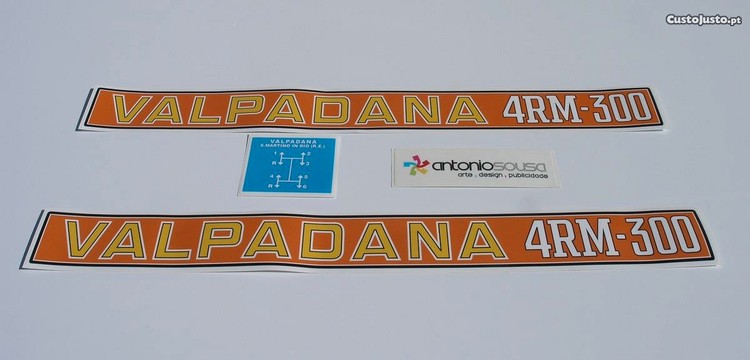 CustoJusto.pt
VALPADANA 4RM-300
VALPADANA
S.MARTINO IN RIO (R.E.)
1 2
R 3
4 5
R 6
antoniosousa
arte . design . publicidade
VALPADANA 4RM-300